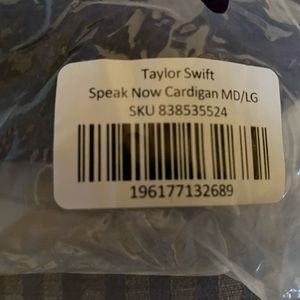 Taylor Swift
Speak Now Cardigan MD/LG
SKU 838535524
196177132689